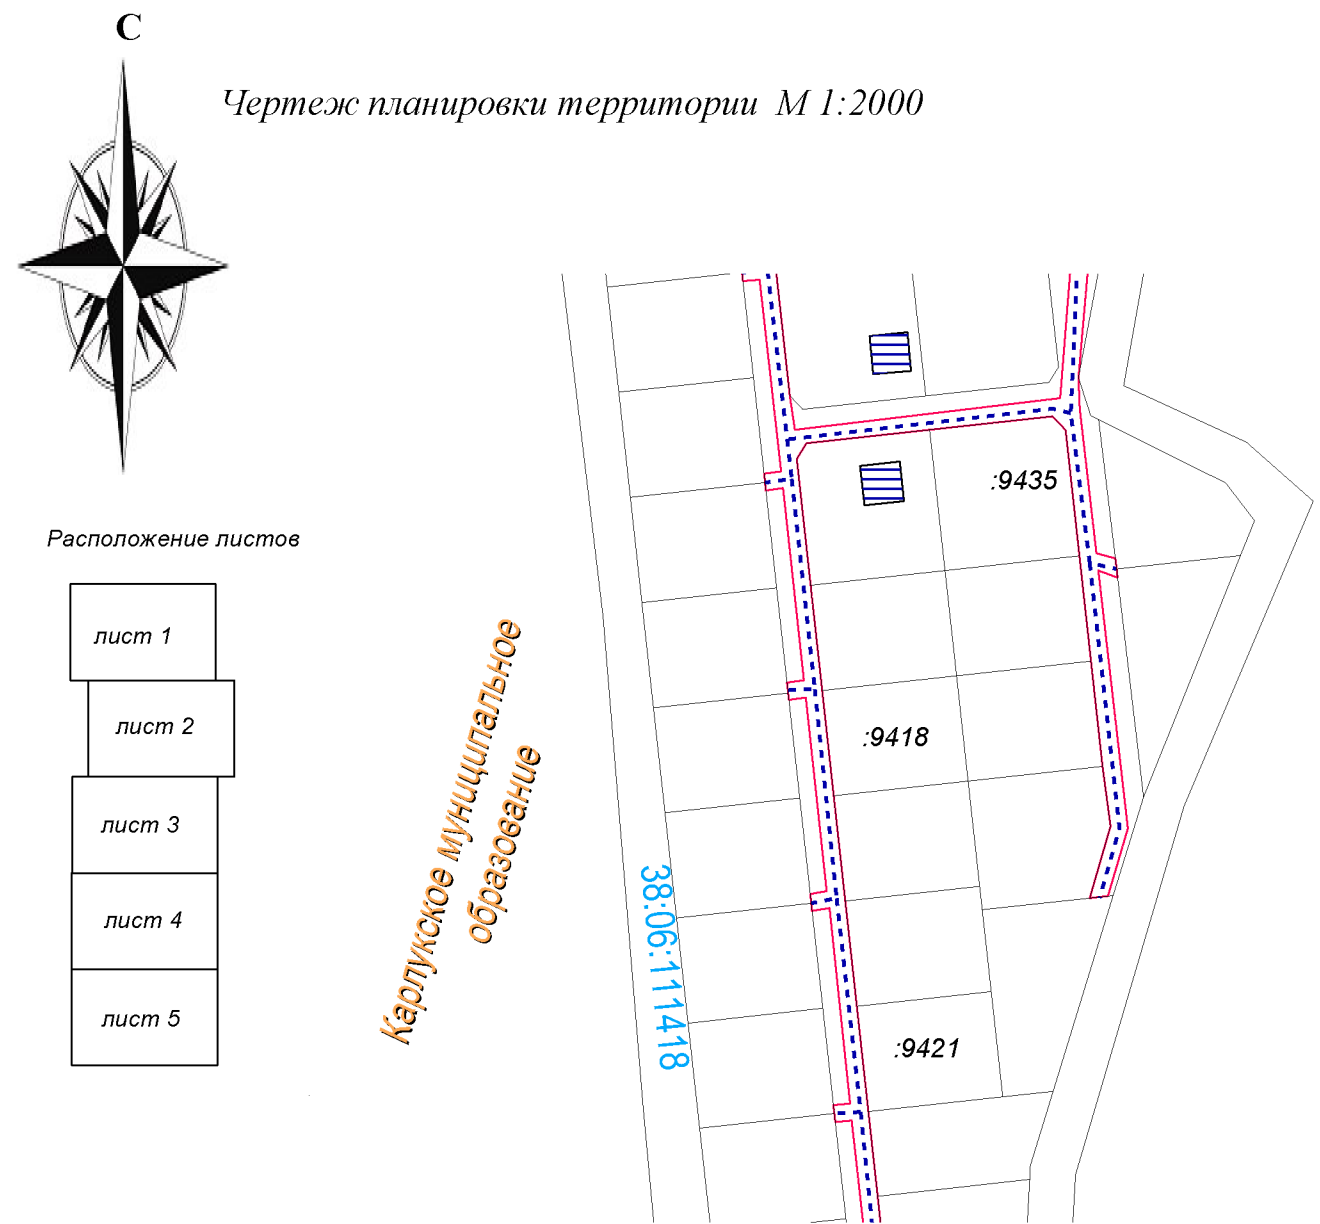 С
Чертеж планировки территории М 1:2000
:9435
Расположение листов
лист 1
лист 2
лист 3
лист 4
лист 5
Карлукское муниципальное
образование
:9418
38:06:111418
:9421